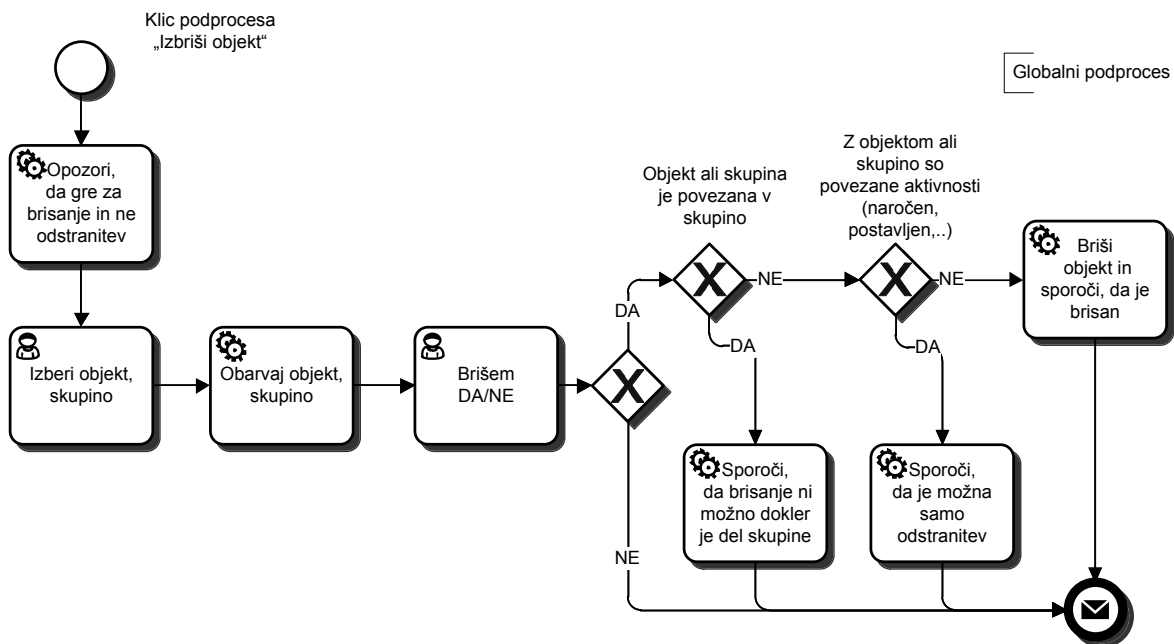 Klic podprocesa
„Izbriši objekt“
Globalni podproces
Opozori,
da gre za
brisanje in ne
odstranitev
Objekt ali skupina
je povezana v
skupino
Z objektom ali
skupino so
povezane aktivnosti
(naročen,
postavljen,..)
Briši
objekt in
sporoči, da je
brisan
NE
NE
DA
DA
DA
Izberi objekt,
skupino
Obarvaj objekt,
skupino
Brišem
DA/NE
Sporoči,
da brisanje ni
možno dokler
je del skupine
Sporoči,
da je možna
samo
odstranitev
NE